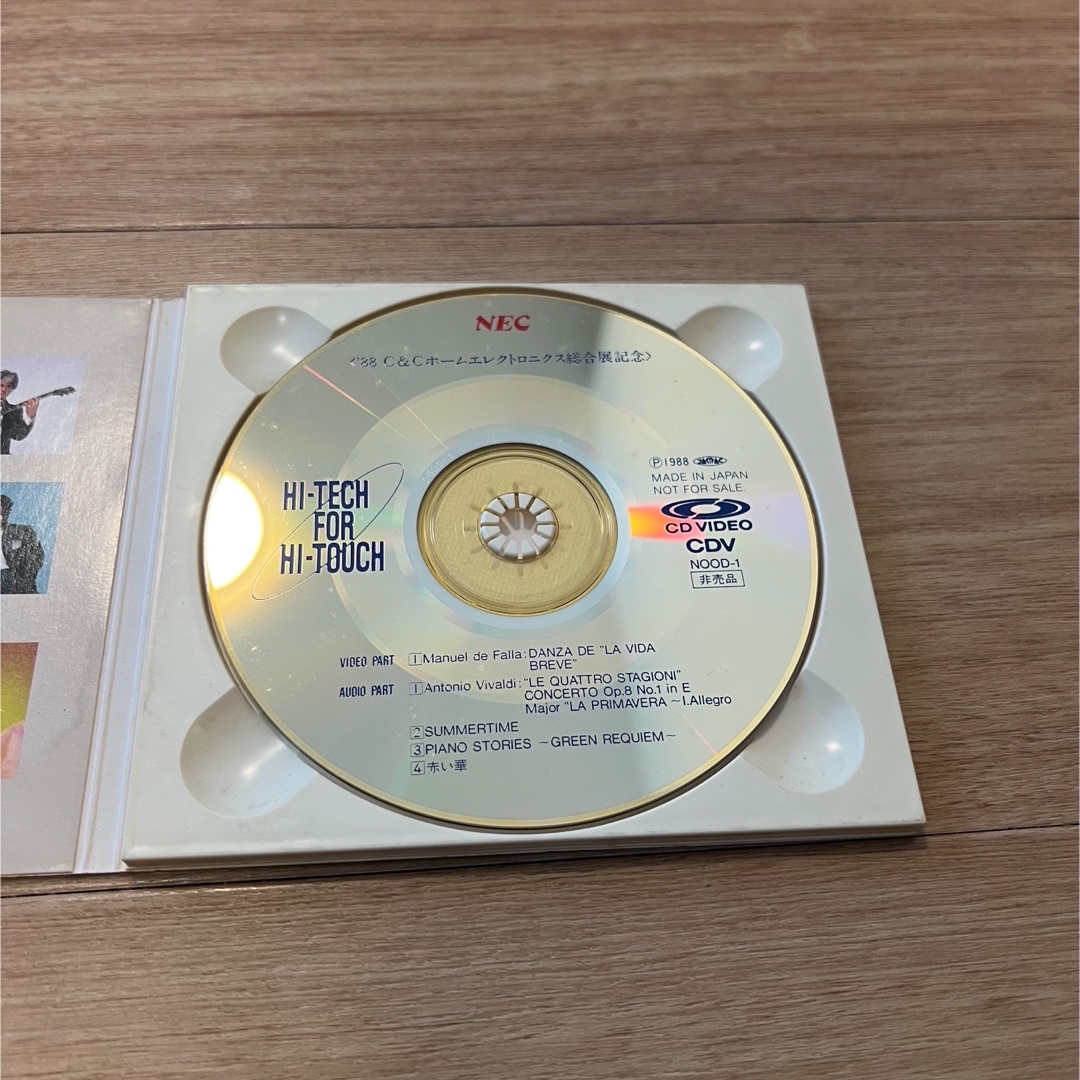 NEC
〈'88 C&Cホームエレクトロニクス総合展記念〉
HI-TECH
FOR
HI-TOUCH
Ⓟ1988 JASRAC
MADE IN JAPAN
NOT FOR SALE.
CD VIDEO
CDV
NOOD-1
非売品
VIDEO PART 1 Manuel de Falla: DANZA DE "LA VIDA
BREVE"
AUDIO PART 1 Antonio Vivaldi: "LE QUATTRO STAGIONI"
CONCERTO Op.8 No.1 in E
Major "LA PRIMAVERA ~I.Allegro
2 SUMMERTIME
3 PIANO STORIES ~GREEN REQUIEM~
4 赤い華